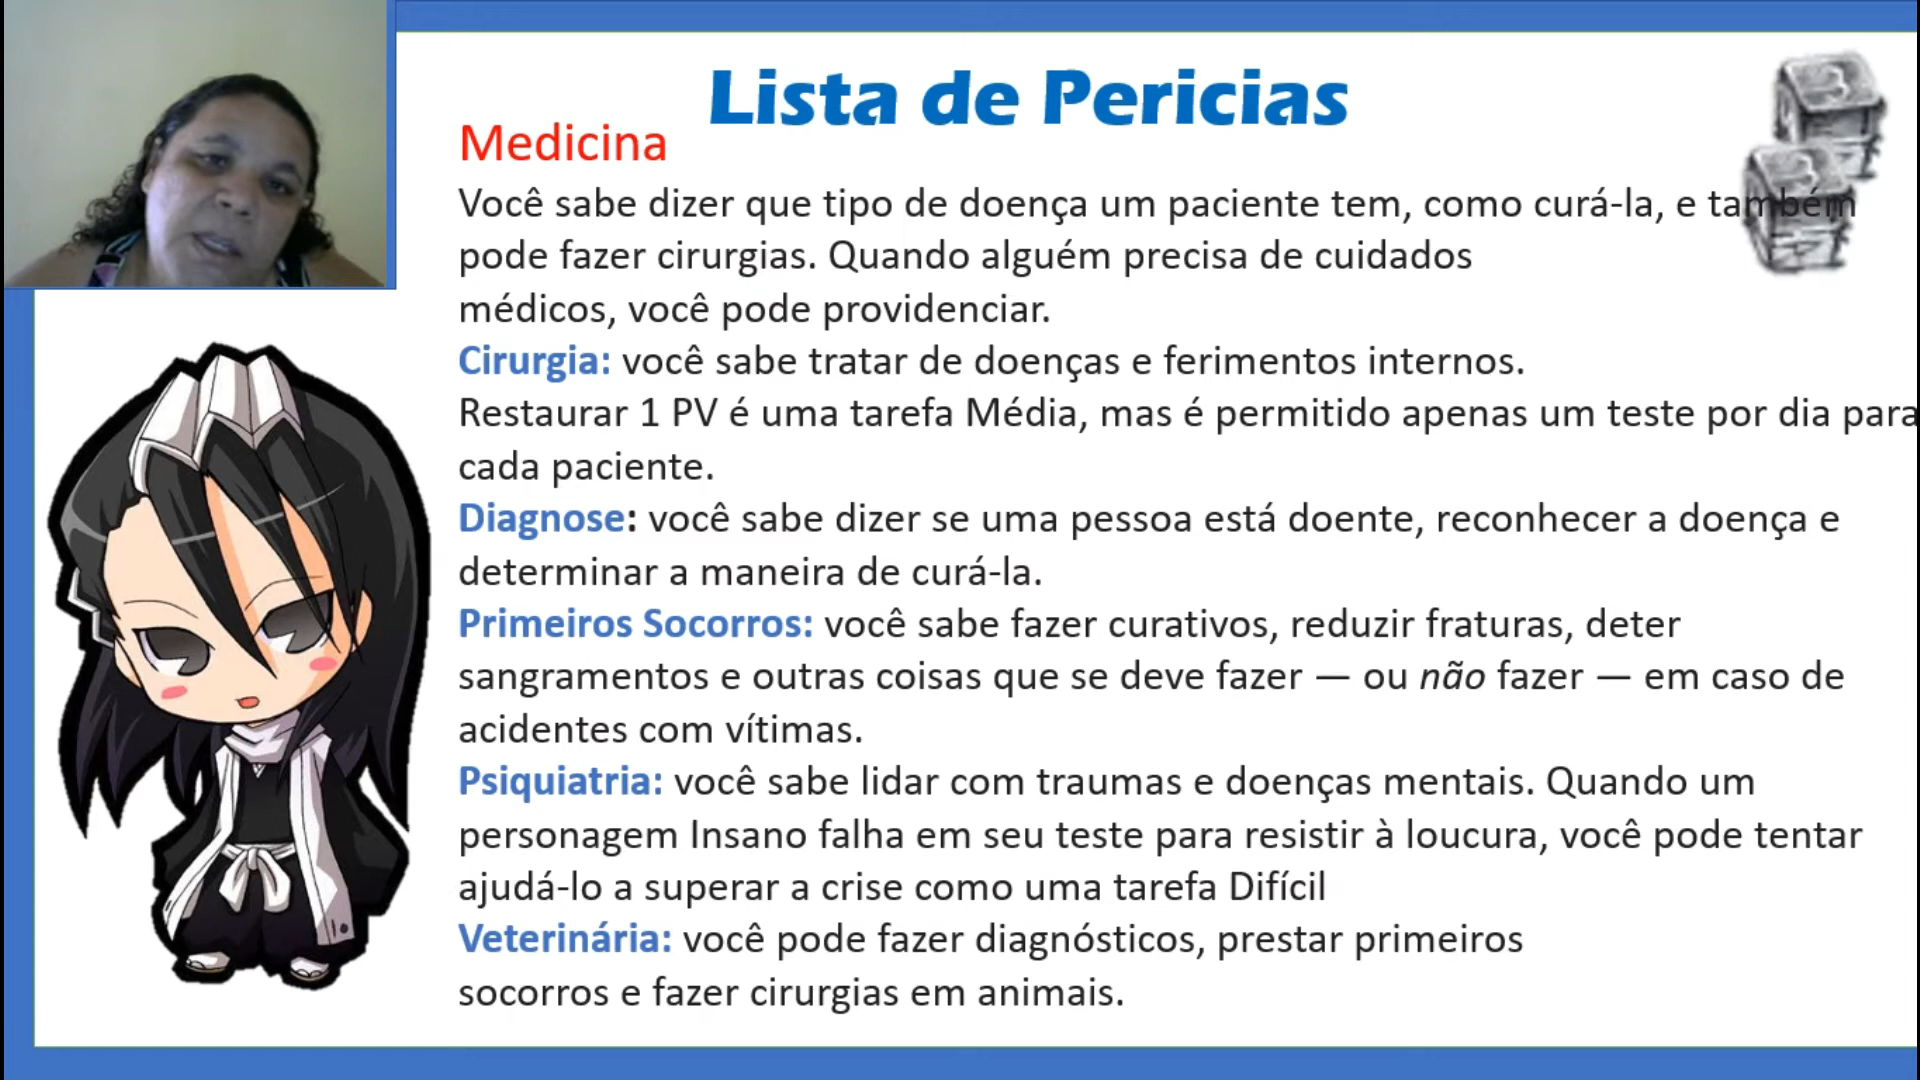 Lista de Pericias
Medicina
Você sabe dizer que tipo de doença um paciente tem, como curá-la, e também
pode fazer cirurgias. Quando alguém precisa de cuidados
médicos, você pode providenciar.
Cirurgia: você sabe tratar de doenças e ferimentos internos.
Restaurar 1 PV é uma tarefa Média, mas é permitido apenas um teste por dia para
cada paciente.
Diagnose: você sabe dizer se uma pessoa está doente, reconhecer a doença e
determinar a maneira de curá-la.
Primeiros Socorros: você sabe fazer curativos, reduzir fraturas, deter
sangramentos e outras coisas que se deve fazer — ou não fazer — em caso de
acidentes com vítimas.
Psiquiatria: você sabe lidar com traumas e doenças mentais. Quando um
personagem Insano falha em seu teste para resistir à loucura, você pode tentar
ajudá-lo a superar a crise como uma tarefa Difícil
Veterinária: você pode fazer diagnósticos, prestar primeiros
socorros e fazer cirurgias em animais.